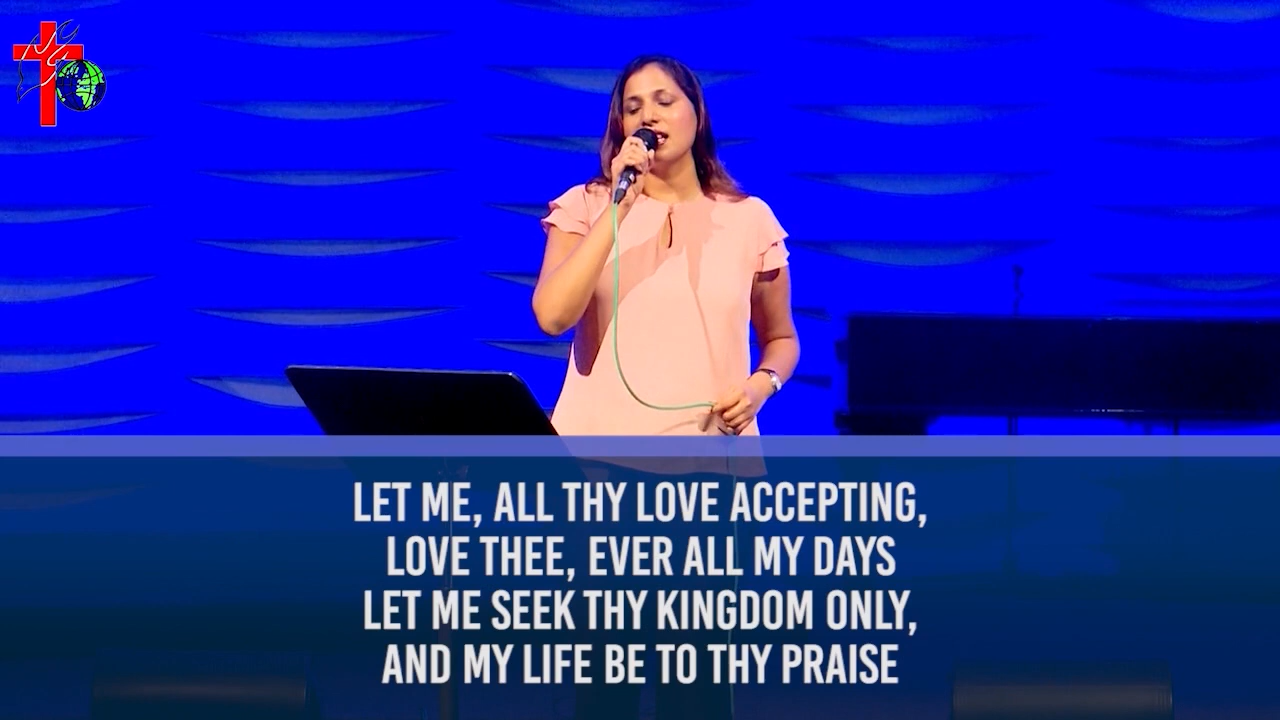 LET ME, ALL THY LOVE ACCEPTING,
LOVE THEE, EVER ALL MY DAYS
LET ME SEEK THY KINGDOM ONLY,
AND MY LIFE BE TO THY PRAISE